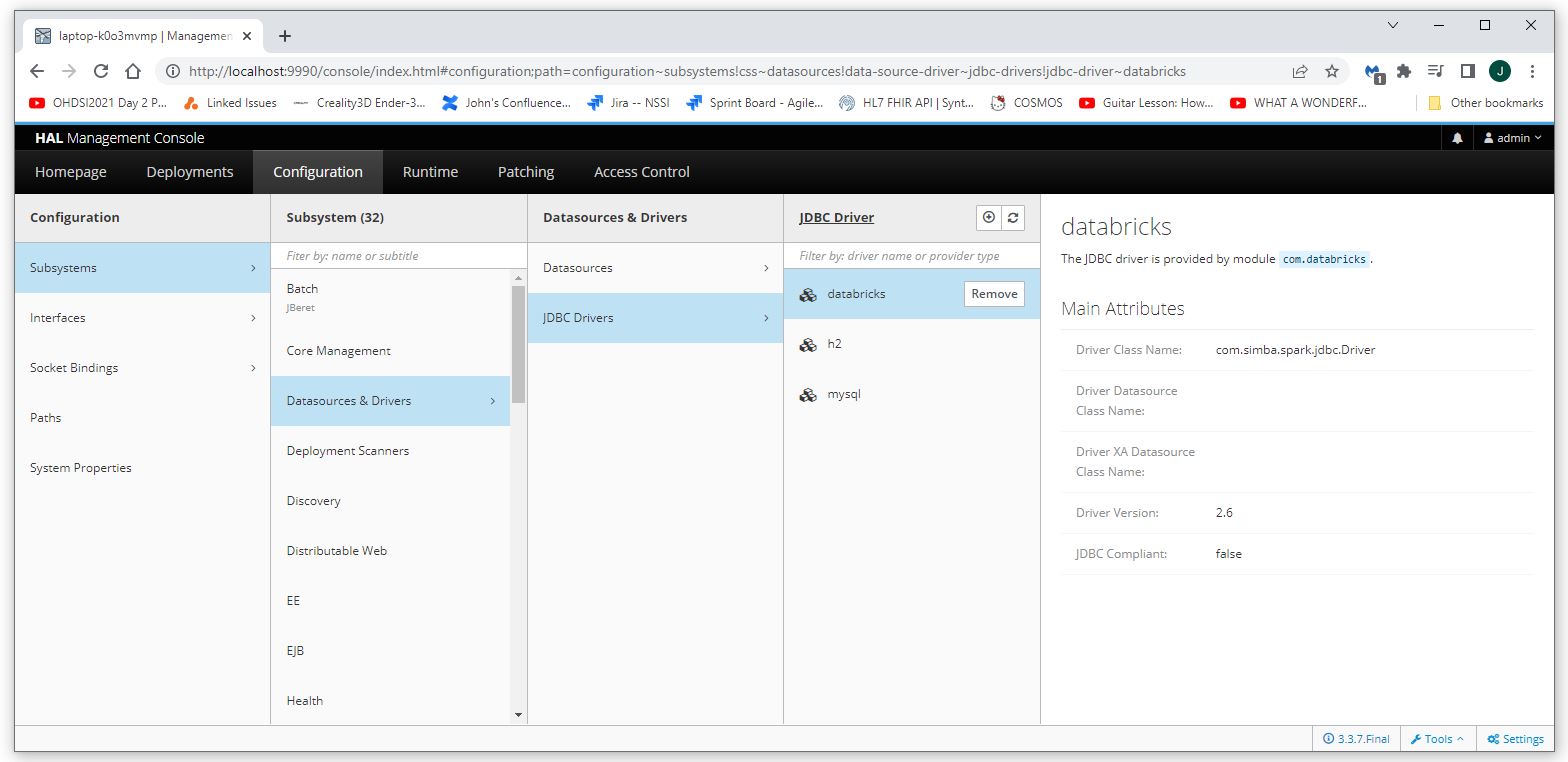 laptop-k0o3mvmp | Managemen
http://localhost:9990/console/index.html#configuration;path=configuration~subsystems!css~datasources!data-source-driver~jdbc-drivers!jdbc-driver~databricks
1
J
OHDSI2021 Day 2 P...
Linked Issues
Creality3D Ender-3...
John's Confluence...
Jira -- NSSI
Sprint Board - Agile...
HL7 FHIR API | Synt...
COSMOS
Guitar Lesson: How...
WHAT A WONDERF...
Other bookmarks
HAL Management Console
admin
Homepage
Deployments
Configuration
Runtime
Patching
Access Control
Configuration
Subsystems
Interfaces
Socket Bindings
Paths
System Properties
Subsystem (32)
Fiter by: name or subtitle
Batch
JBeret
Core Management
Datasources & Drivers
Deployment Scanners
Discovery
Distributable Web
EE
EJB
Health
Datasources & Drivers
Datasources
JDBC Drivers
JDBC Driver
Filter by: driver name or provider type
databricks
Remove
h2
mysql
databricks
The JDBC driver is provided by module com.databricks.
Main Attributes
Driver Class Name: com.simba.spark.jdbc.Driver
Driver Datasource
Class Name:
Driver XA Datasource
Class Name:
Driver Version: 2.6
JDBC Compliant: false
3.3.7.Final
Tools
Settings